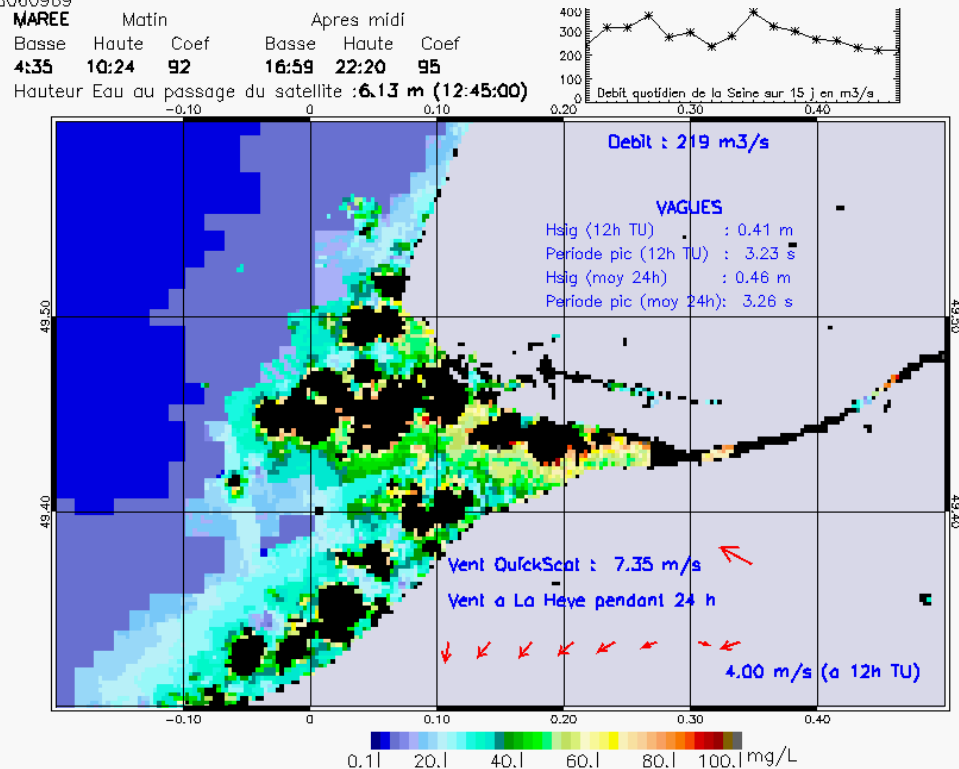 MAREE Matin Apres midi
Basse Haute Coef Basse Haute Coef
4:35 10:24 92 16:59 22:20 95
Hauteur Eau au passage du satellite :6.13 m (12:45:00)
400
300
200
100
0
Debit quotidien de la Seine sur 15 j en m3/s
-0.10 0 0.10 0.20 0.30 0.40
Debit : 219 m3/s
VAGUES
Hsig (12h TU) : 0.41 m
Periode pic (12h TU) : 3.23 s
Hsig (moy 24h) : 0.46 m
Periode pic (moy 24h): 3.26 s
49.50 49.50
49.40 49.40
Vent QuickScat : 7.35 m/s
Vent a La Heve pendant 24 h
4.00 m/s (a 12h TU)
-0.10 0 0.10 0.20 0.30 0.40
0.1 20. 40. 60. 80. 100. mg/L